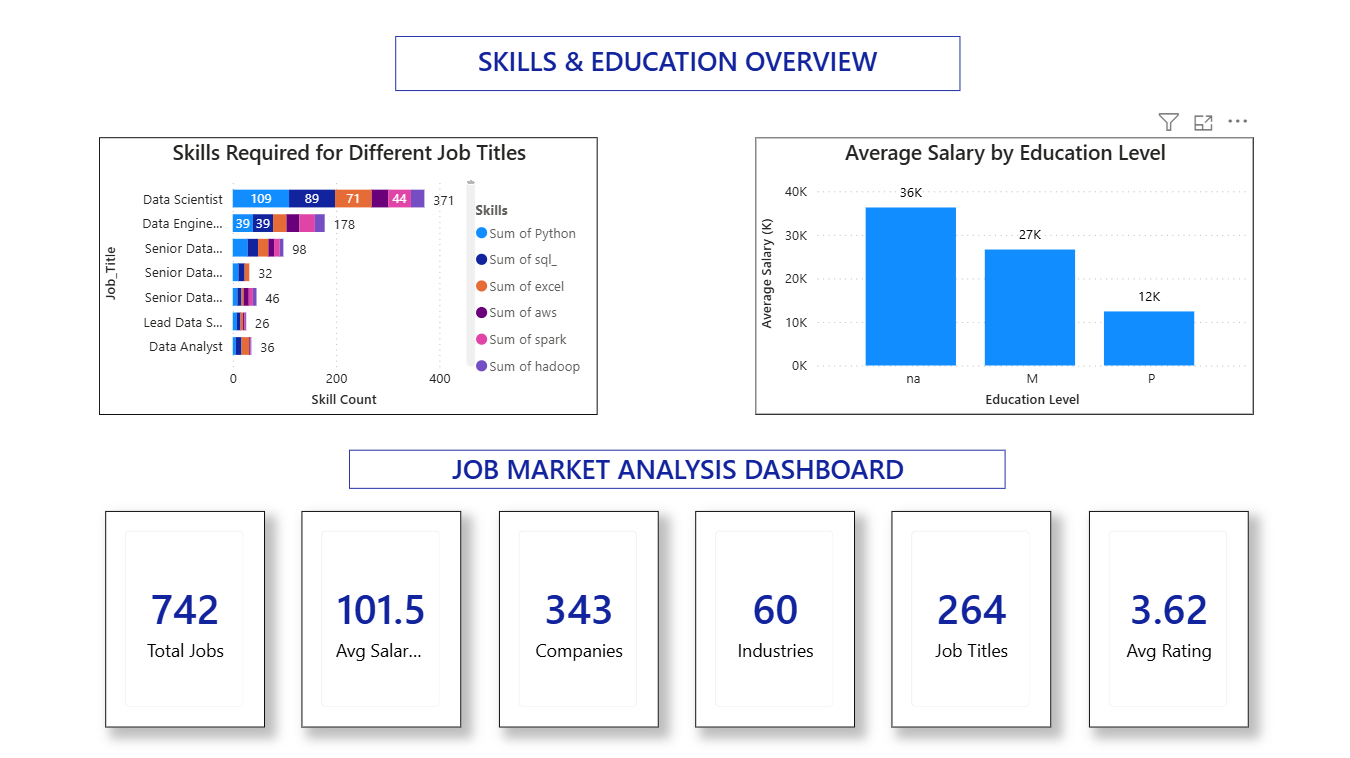 SKILLS & EDUCATION OVERVIEW
Skills Required for Different Job Titles
Job_Title
Data Scientist 109 89 71 44 371
Data Engine... 39 39 178
Senior Data... 98
Senior Data... 32
Senior Data... 46
Lead Data S... 26
Data Analyst 36
0 200 400
Skill Count
Skills
Sum of Python
Sum of sql_
Sum of excel
Sum of aws
Sum of spark
Sum of hadoop
Average Salary by Education Level
Average Salary (K)
40K
30K
20K
10K
0K
36K
27K
12K
na M P
Education Level
JOB MARKET ANALYSIS DASHBOARD
742
Total Jobs
101.5
Avg Salar...
343
Companies
60
Industries
264
Job Titles
3.62
Avg Rating